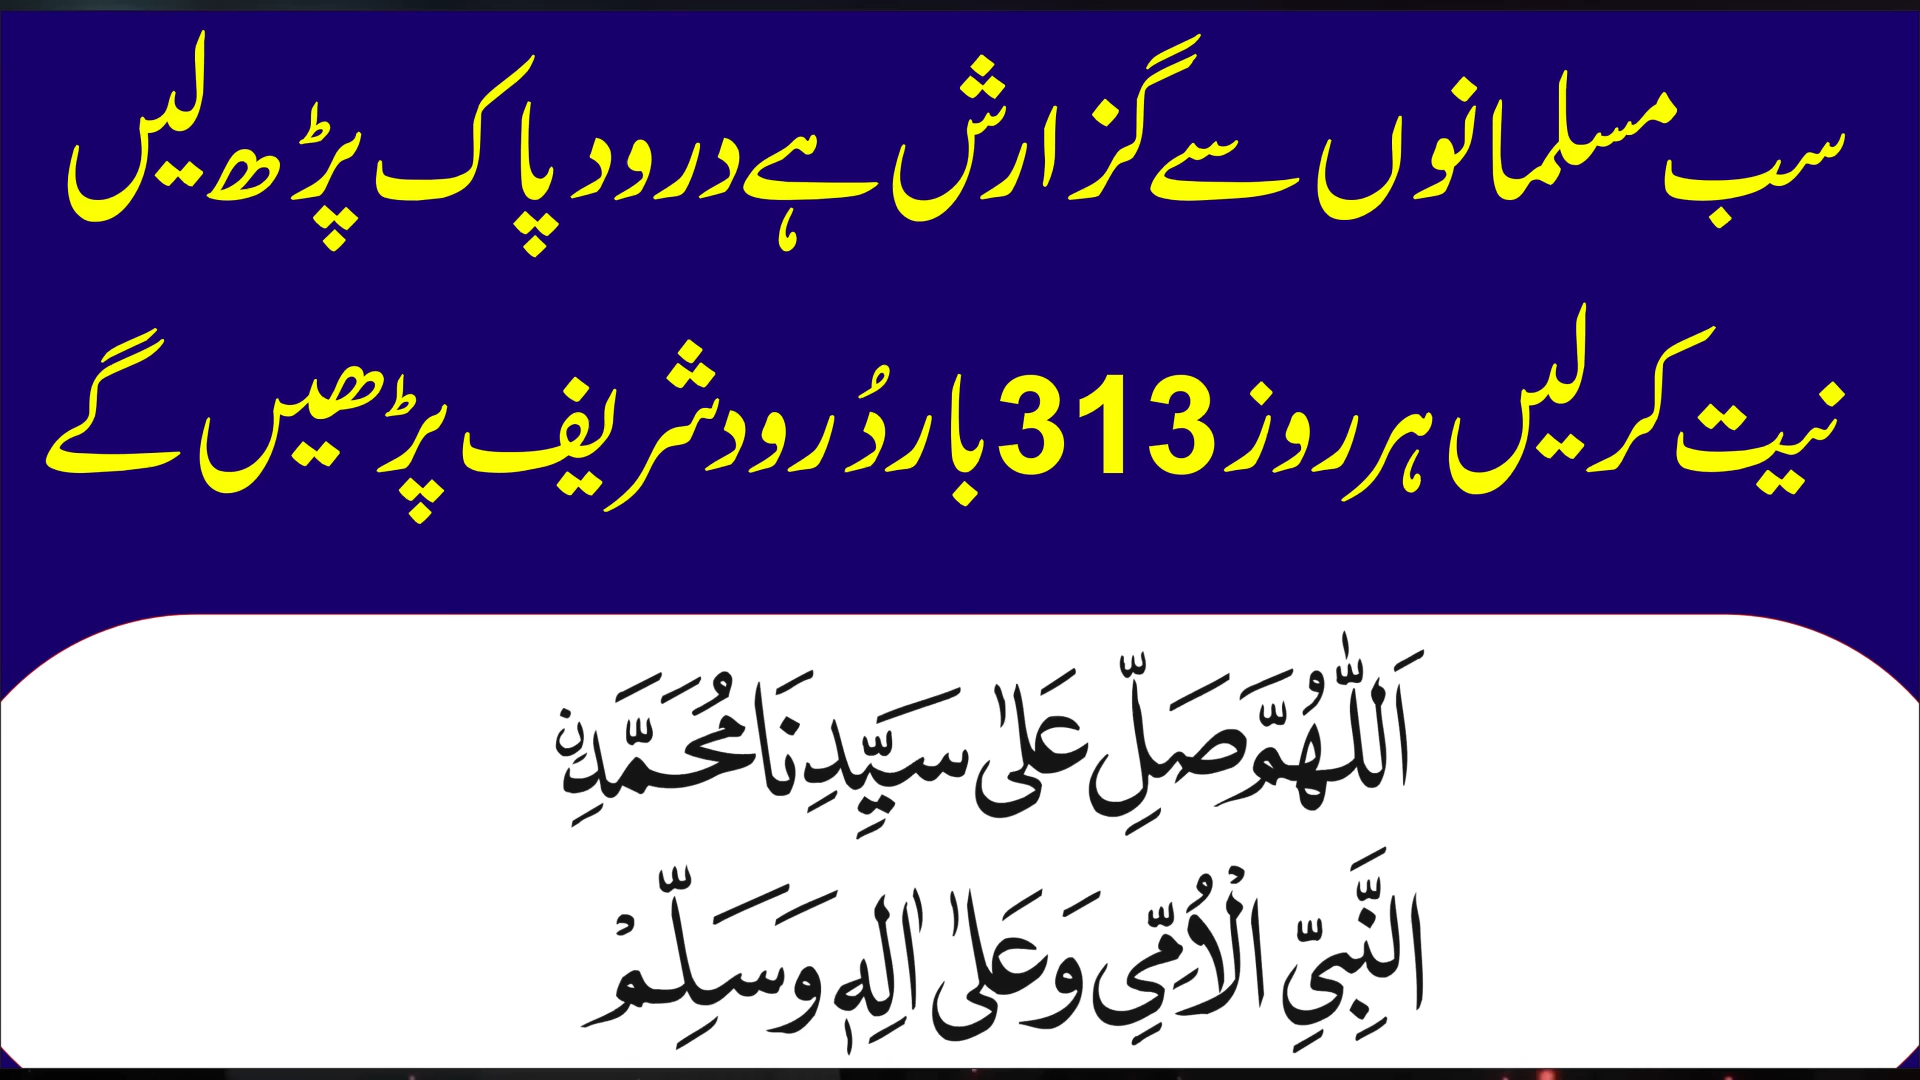 سب مسلمانوں سے گزارش ہے درود پاک پڑھ لیں
نیت کرلیں ہر روز 313 بار دُرود شریف پڑھیں گے
اَللّٰهُمَّ صَلِّ عَلٰی سَیِّدِنَا مُحَمَّدِنِ
النَّبِیِّ الْاُمِّیِ وَعَلٰی اٰلِهٖ وَسَلِّمْ